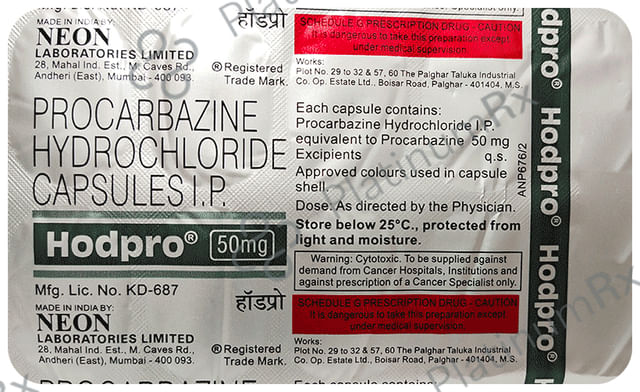 MADE IN INDIA BY:
NEON
LABORATORIES LIMITED
28, Mahal Ind. Est., M. Caves Rd.,
Andheri (East), Mumbai - 400 093.
हॉडप्रो
® Registered
Trade Mark.
PROCARBAZINE
HYDROCHLORIDE
CAPSULES I.P.
Hodpro® 50mg
Mfg. Lic. No. KD-687
हॉडप्रो
MADE IN INDIA BY:
NEON
LABORATORIES LIMITED
28, Mahal Ind. Est., M. Caves Rd.,
Andheri (East), Mumbai - 400 093.
® Registered
Trade Mark.
PROCARBAZINE
SCHEDULE G PRESCRIPTION DRUG - CAUTION
It is dangerous to take this preparation except
under medical supervision.
Works:
Plot No. 29 to 32 & 57, 60 The Palghar Taluka Industrial
Co. Op. Estate Ltd., Boisar Road, Palghar - 401404, M.S.
Each capsule contains:
Procarbazine Hydrochloride I.P.
equivalent to Procarbazine 50 mg
Excipients q.s.
Approved colours used in capsule
shell.
Dose: As directed by the Physician.
Store below 25°C., protected from
light and moisture.
Warning: Cytotoxic. To be supplied against
demand from Cancer Hospitals, Institutions and
against prescription of a Cancer Specialist only.
SCHEDULE G PRESCRIPTION DRUG - CAUTION
It is dangerous to take this preparation except
under medical supervision.
Works:
Plot No. 29 to 32 & 57, 60 The Palghar Taluka Industrial
Co. Op. Estate Ltd., Boisar Road, Palghar - 401404, M.S.
Each capsule contains:
ANP676/2
Hodpro® Hodpro® Hodpro®
PlatinumRx
PlatinumRx
PlatinumRx